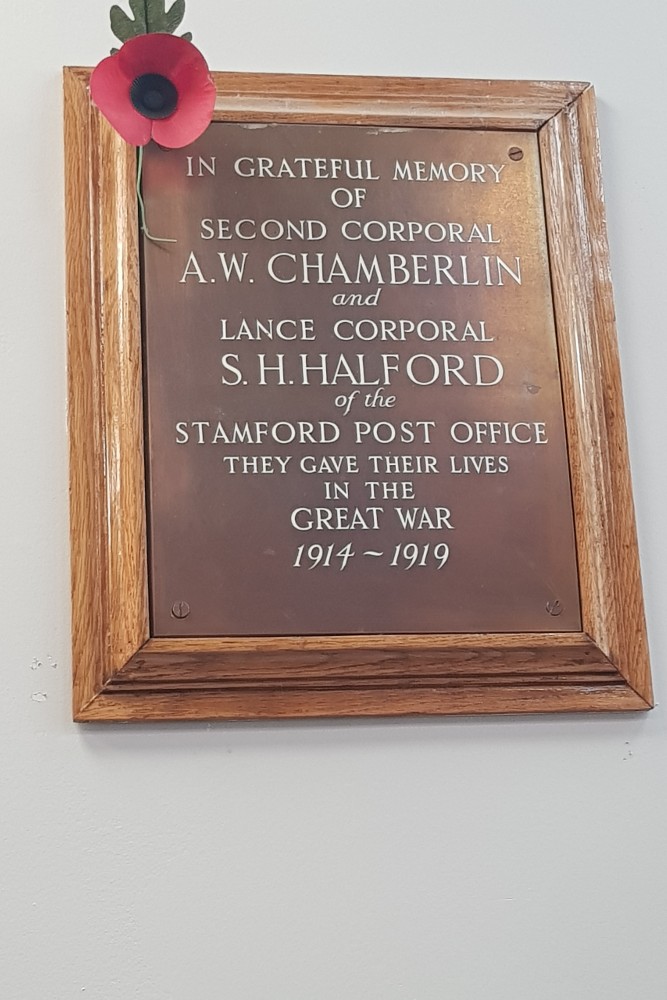 IN GRATEFUL MEMORY
OF
SECOND CORPORAL
A.W. CHAMBERLIN
and
LANCE CORPORAL
S.H.HALFORD
of the
STAMFORD POST OFFICE
THEY GAVE THEIR LIVES
IN THE
GREAT WAR
1914 ~ 1919